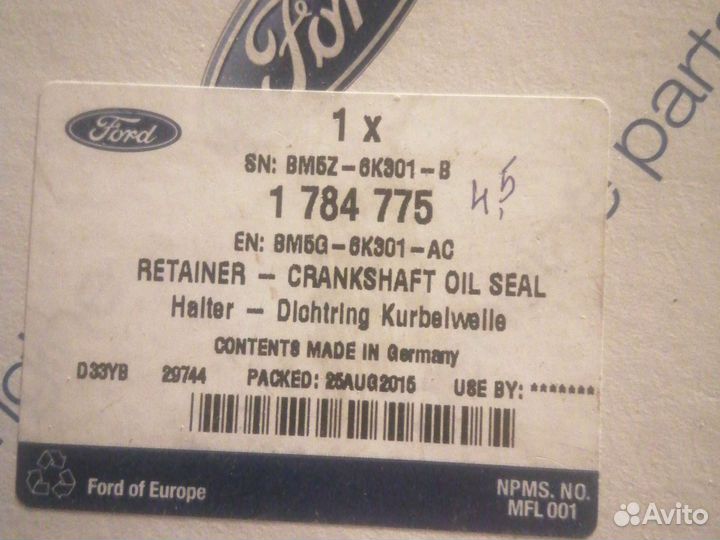 Ford
parts
Ford
1 x
SN: BM5Z-6K301-B
1 784 775
4.5
EN: BM5G-6K301-AC
RETAINER - CRANKSHAFT OIL SEAL
Halter - Dichtring Kurbelwelle
CONTENTS MADE IN Germany
D33YB 29744 PACKED: 25AUG2015 USE BY: *******
Ford of Europe
NPMS. NO.
MFL 001
Avito